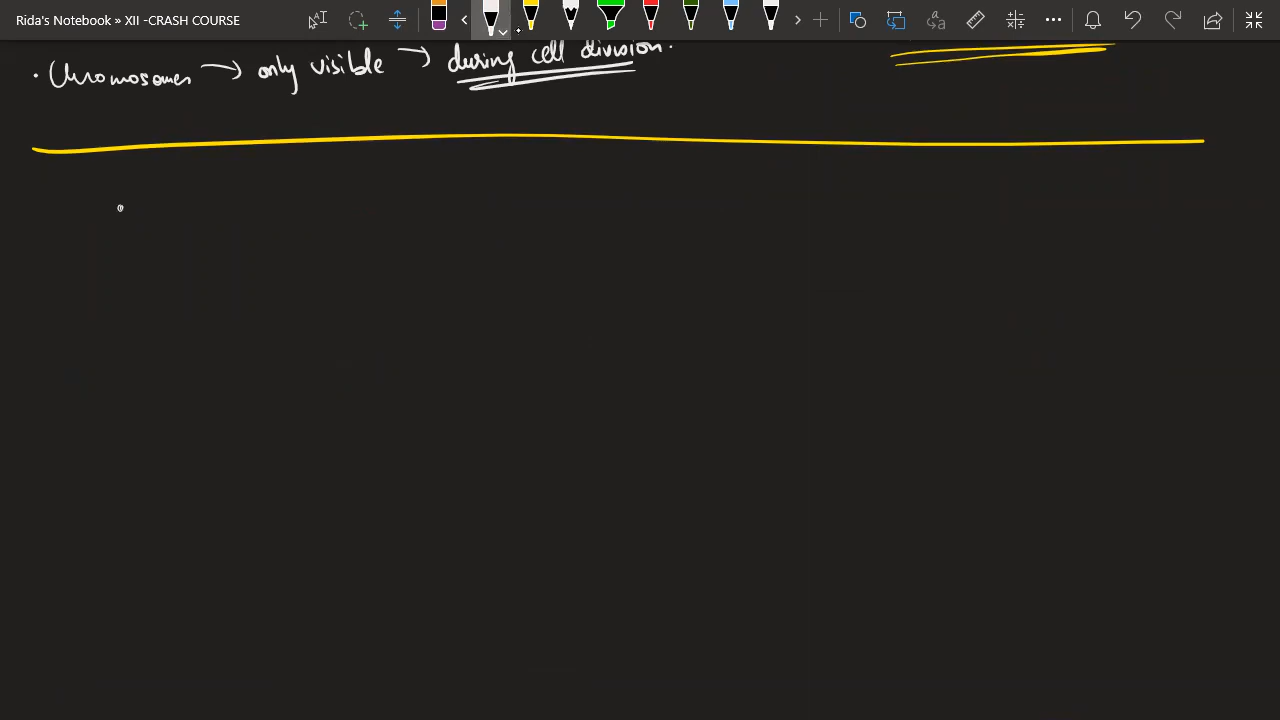 Rida's Notebook » XII -CRASH COURSE
· Chromosomes → only visible → during cell division.